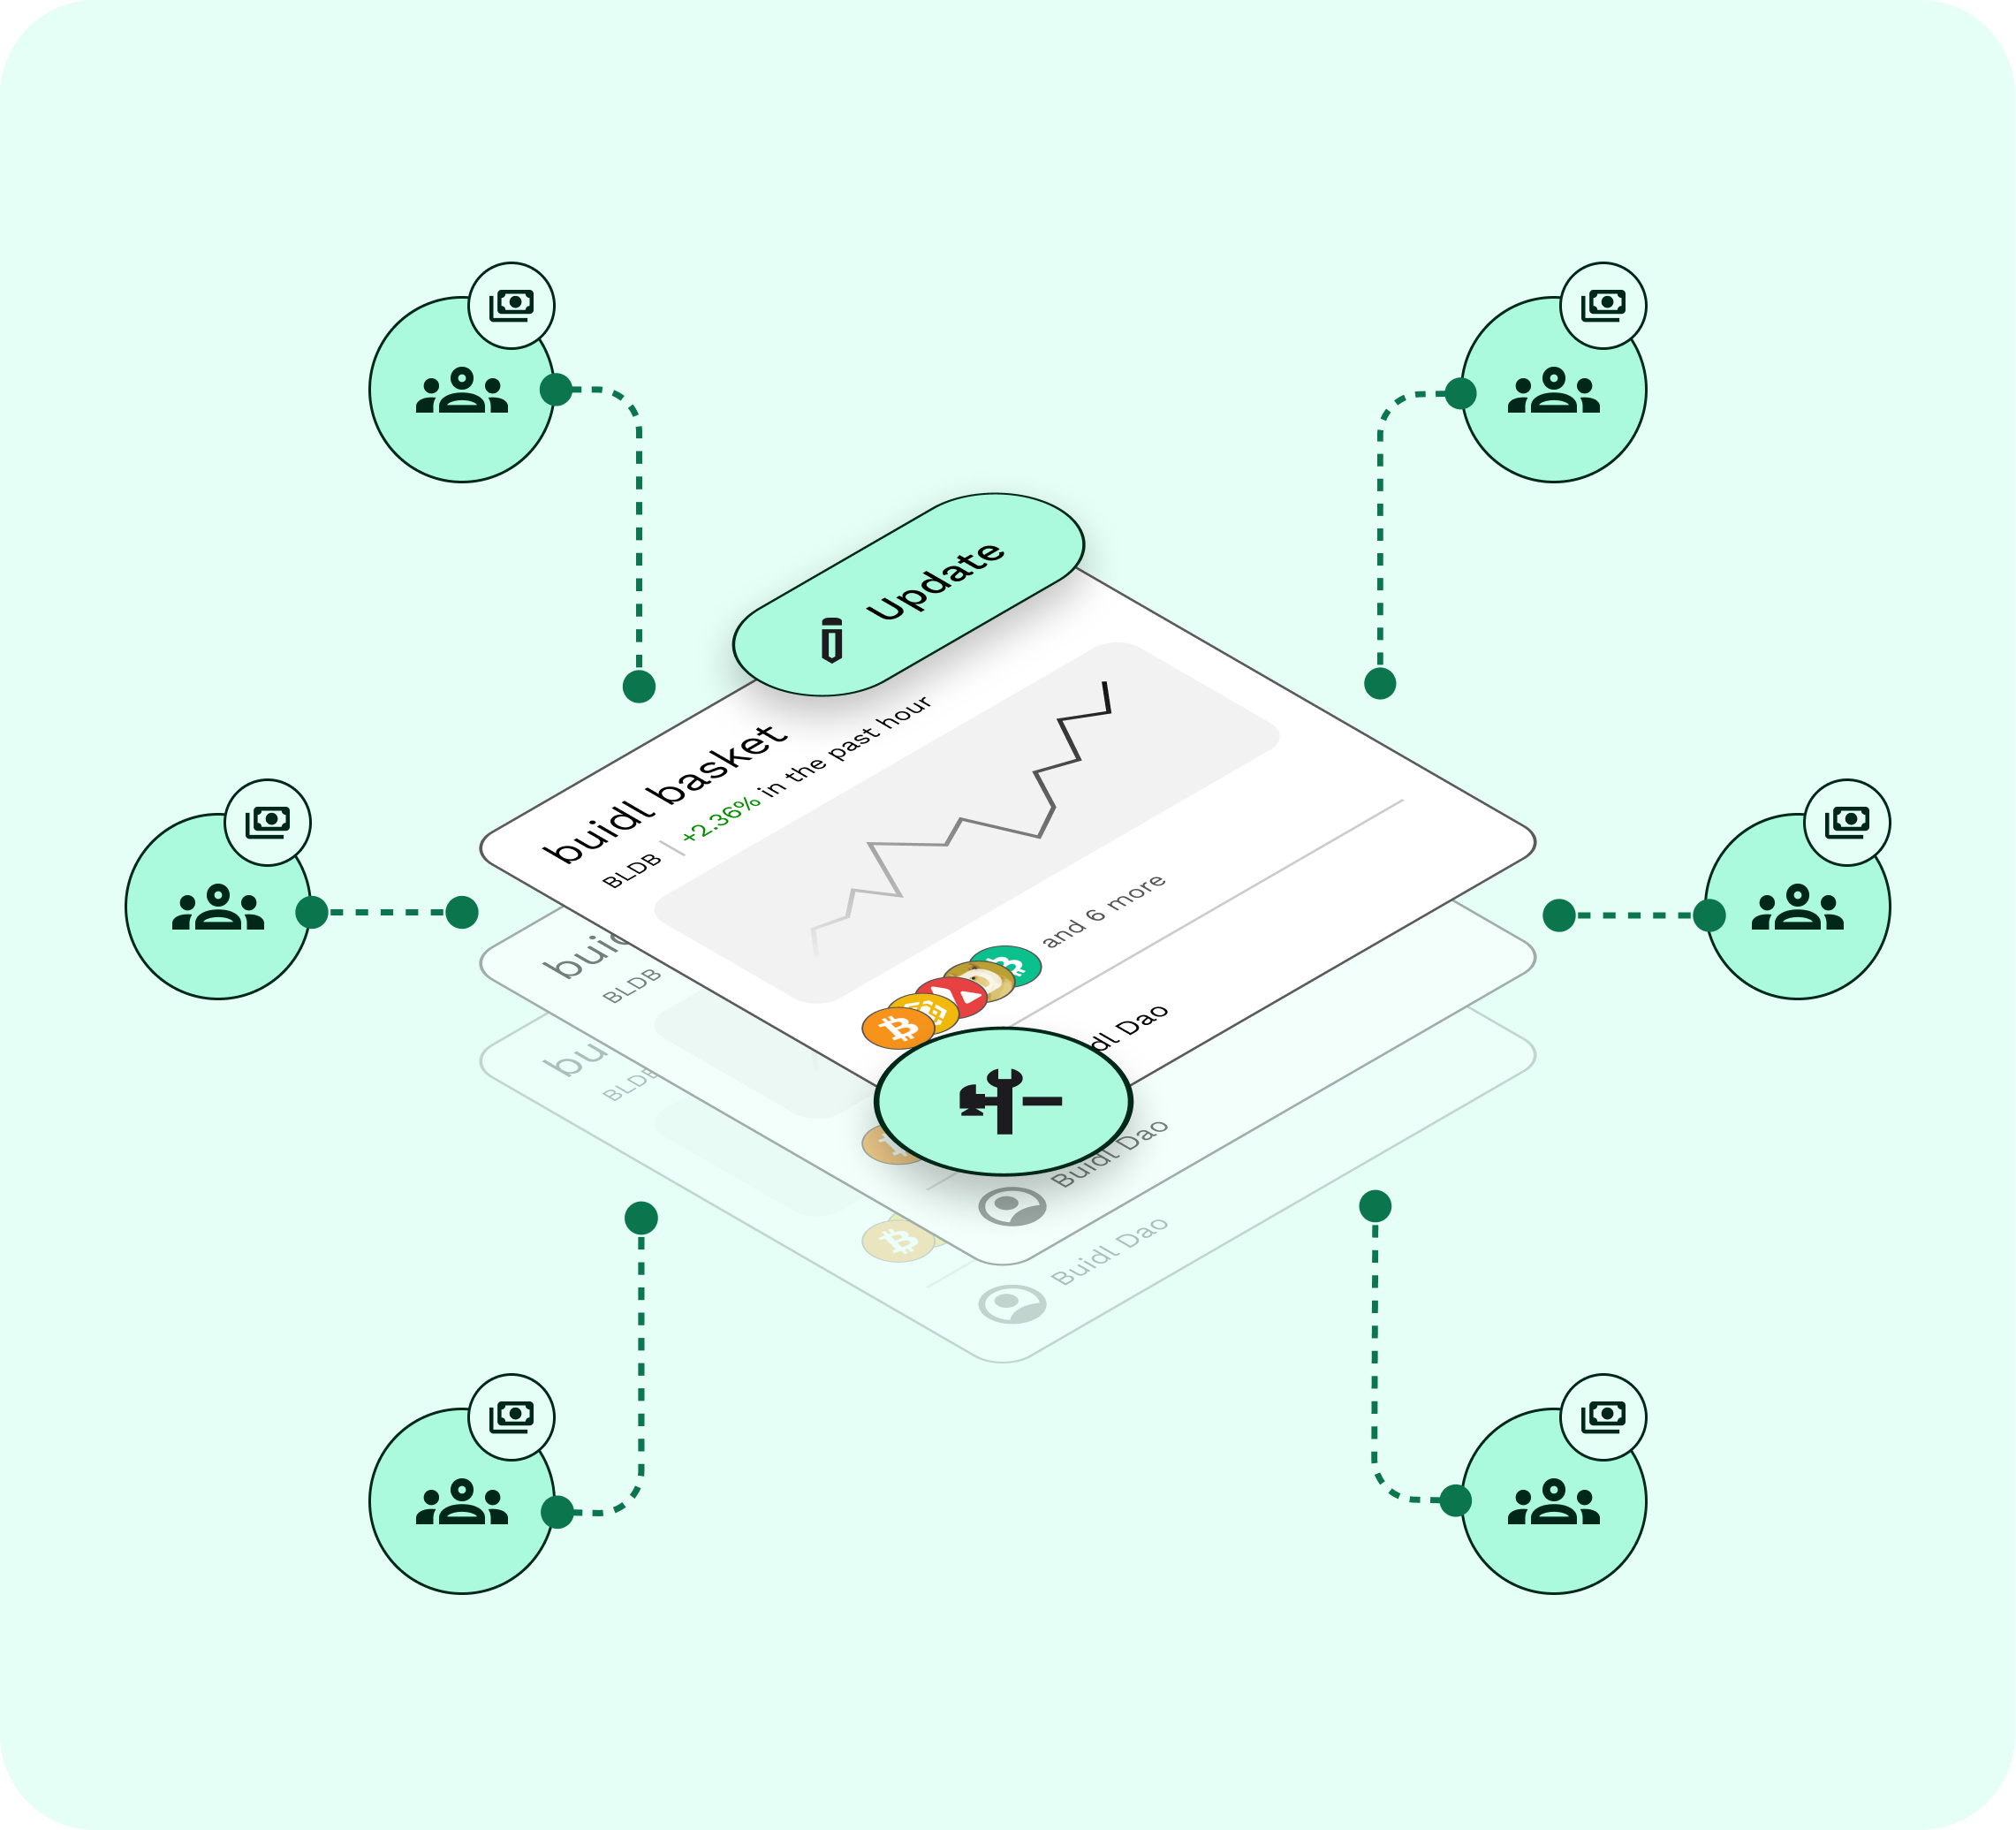 Update
buidl basket
BLDB
+2.36% in the past hour
and 6 more
dl Dao
buid
BLDB
Buidl Dao
bu
BLDB
Buidl Dao